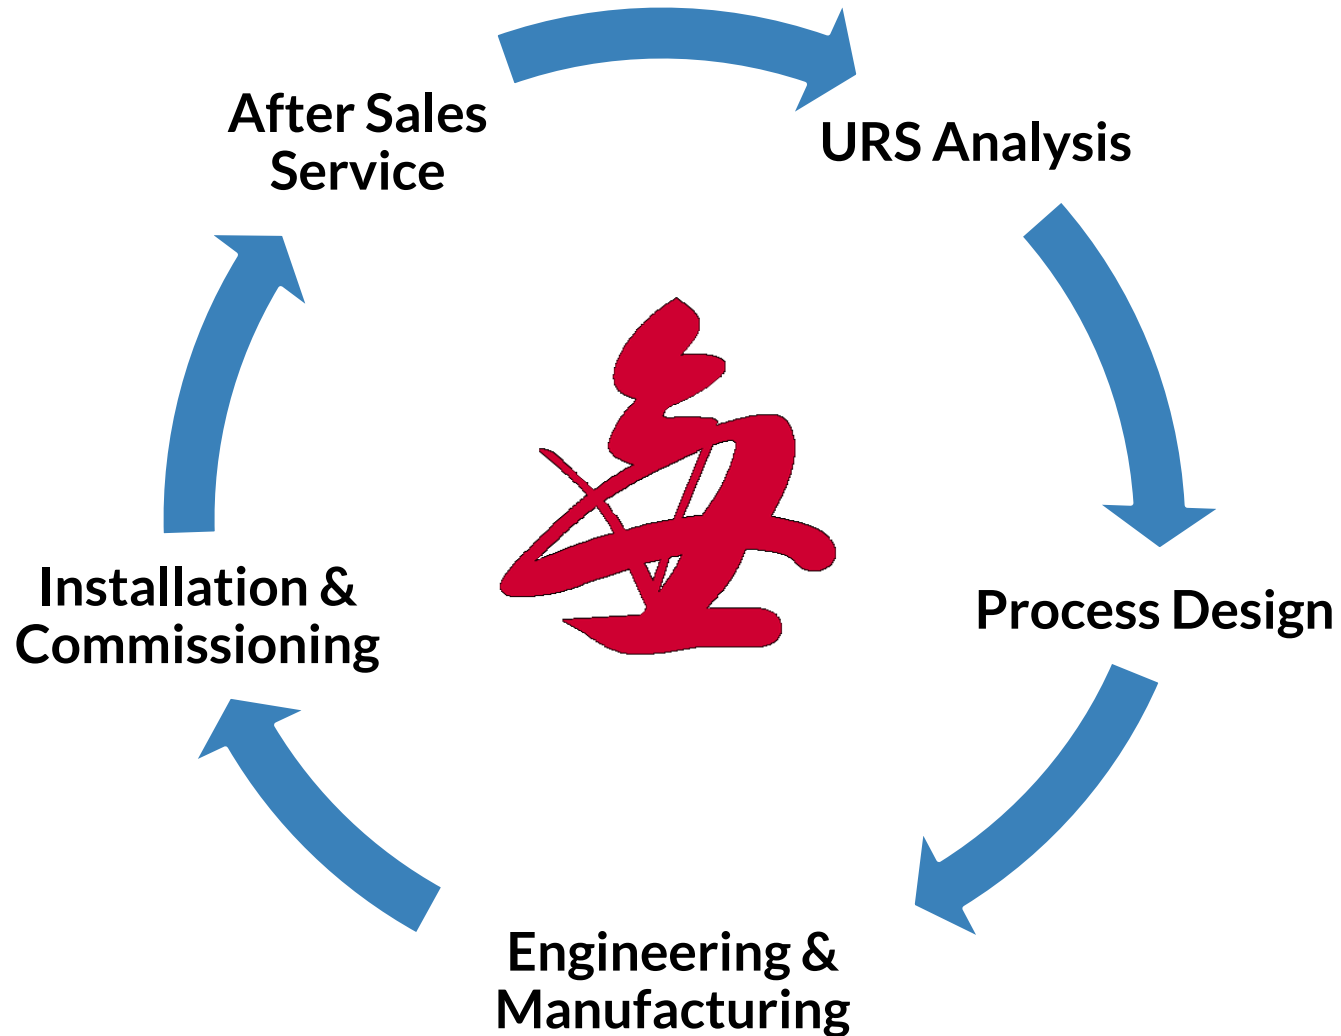 After Sales
Service
URS Analysis
Installation &
Commissioning
Process Design
Engineering &
Manufacturing